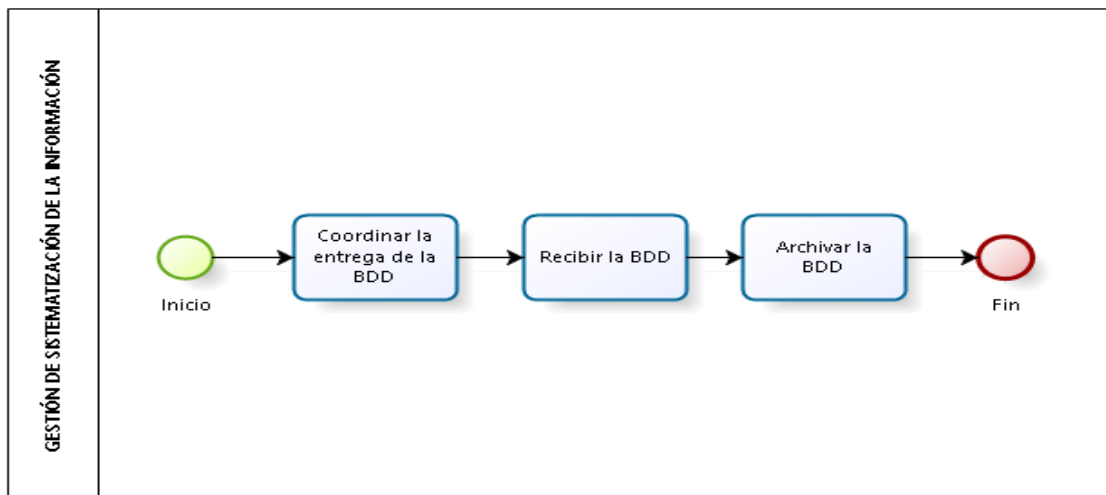 GESTIÓN DE SISTEMATIZACIÓN DE LA INFORMACIÓN
Inicio
Coordinar la
entrega de la
BDD
Recibir la BDD
Archivar la
BDD
Fin